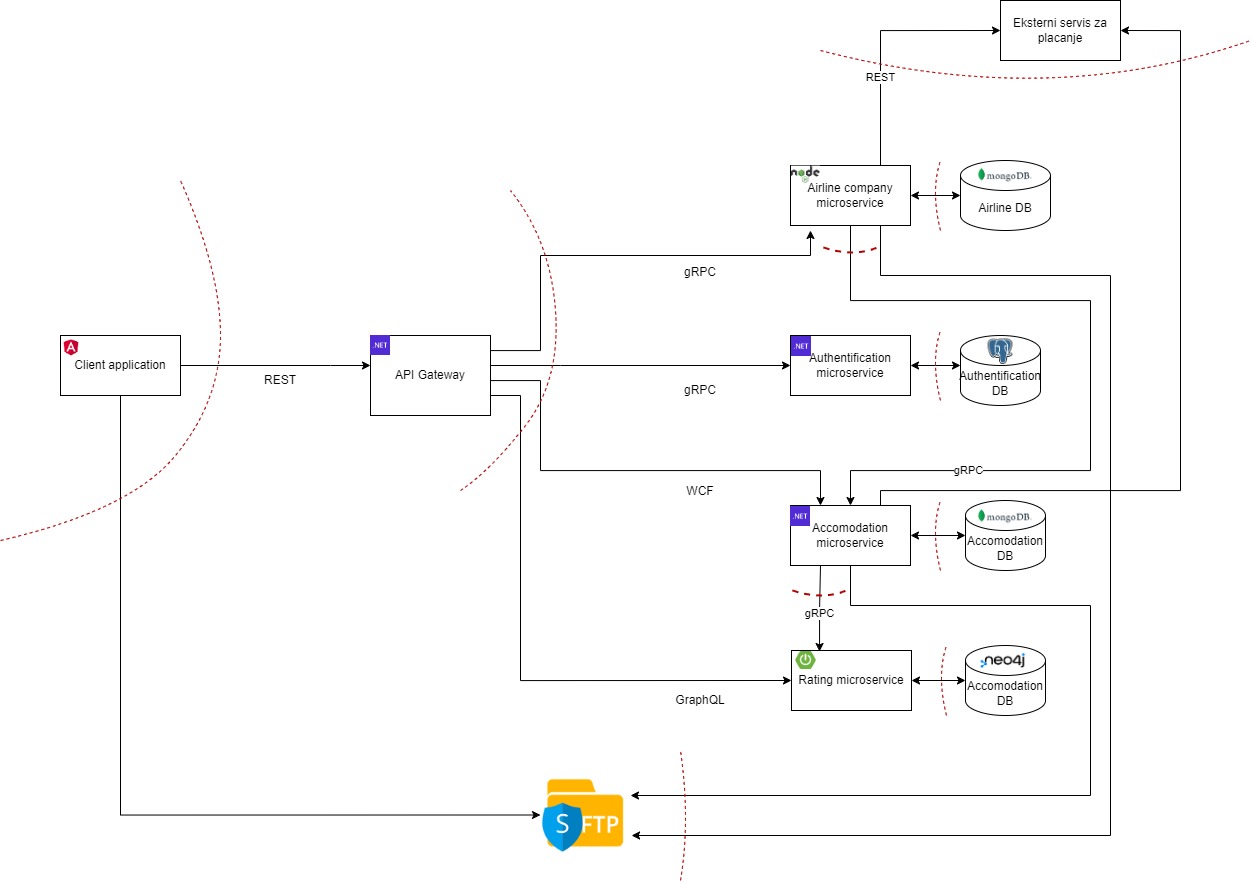 Eksterni servis za
placanje
REST
node
Airline company
microservice
mongoDB.
Airline DB
gRPC
A
Client application
REST
.NET
API Gateway
.NET
Authentification
microservice
gRPC
Authentification
DB
gRPC
WCF
.NET
Accomodation
microservice
mongoDB.
Accomodation
DB
gRPC
Rating microservice
neo4j
Accomodation
DB
GraphQL
S FTP